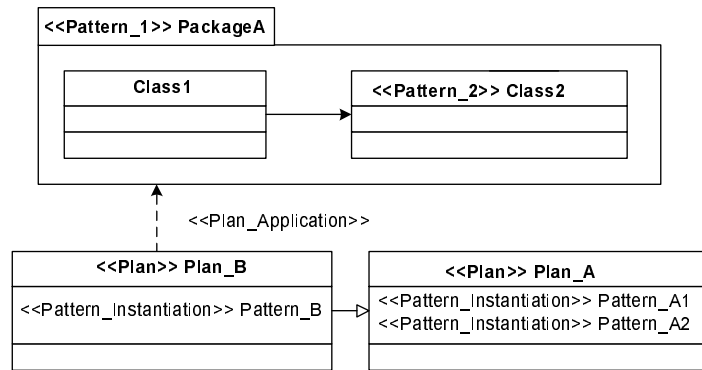 <<Pattern_1>> PackageA
Class1
<<Pattern_2>> Class2
<<Plan_Application>>
<<Plan>> Plan_B
<<Pattern_Instantiation>> Pattern_B
<<Plan>> Plan_A
<<Pattern_Instantiation>> Pattern_A1
<<Pattern_Instantiation>> Pattern_A2